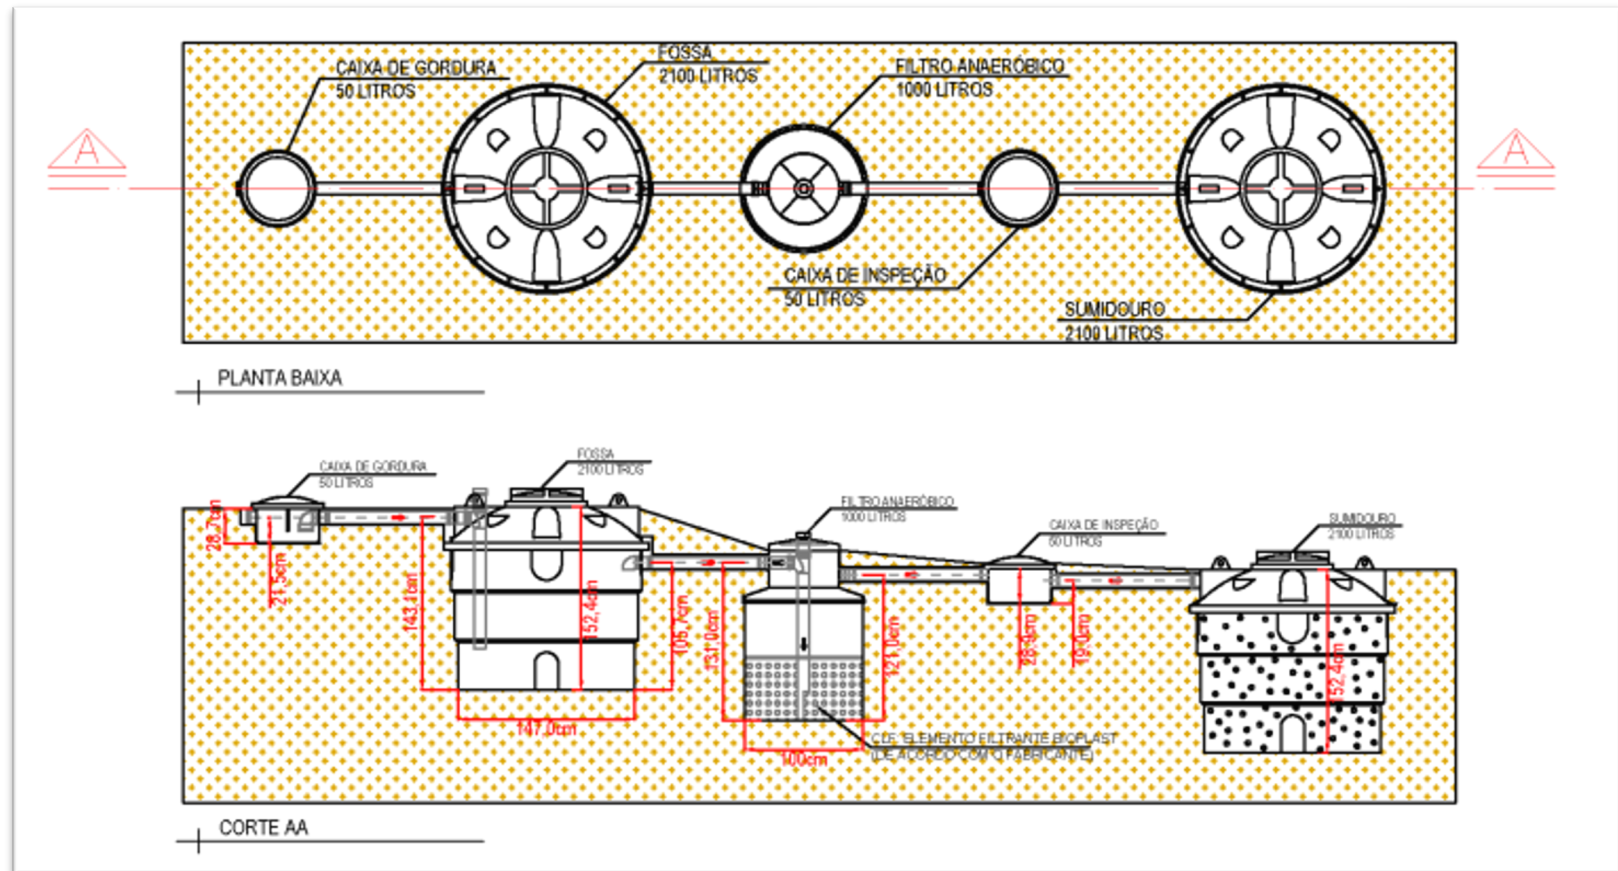 CAIXA DE GORDURA
50 LITROS
FOSSA
2100 LITROS
FILTRO ANAERÓBICO
1000 LITROS
A
A
CAIXA DE INSPEÇÃO
50 LITROS
SUMIDOURO
2100 LITROS
PLANTA BAIXA
CAIXA DE GORDURA
50 LITROS
FOSSA
2100 LITROS
FILTRO ANAERÓBICO
1000 LITROS
CAIXA DE INSPEÇÃO
50 LITROS
SUMIDOURO
2100 LITROS
28,7cm
21,5cm
143,1cm
152,4cm
105,7cm
131,0cm
121,0cm
19,0cm
152,4cm
147,0cm
100cm
ELEMENTO FILTRANTE BIOPLAST
(DE ACORDO COM O FABRICANTE)
CORTE AA